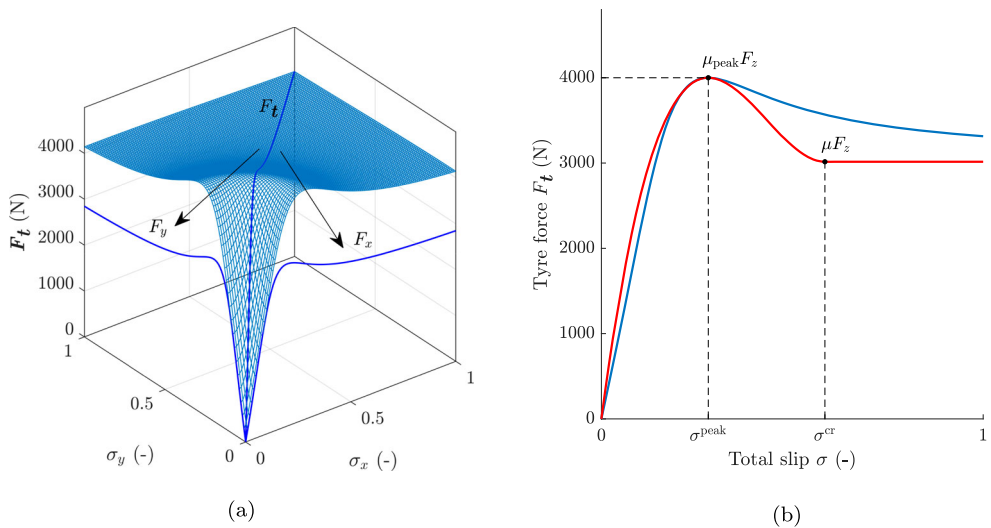 4000
3000
2000
1000
0
F_t (N)
F_t
F_y
F_x
1
0.5
0
σ_y (-)
0
0.5
1
σ_x (-)
(a)
4000
3000
2000
1000
0
Tyre force F_t (N)
μ_peak F_z
μF_z
0
σ^peak
σ^cr
1
Total slip σ (-)
(b)